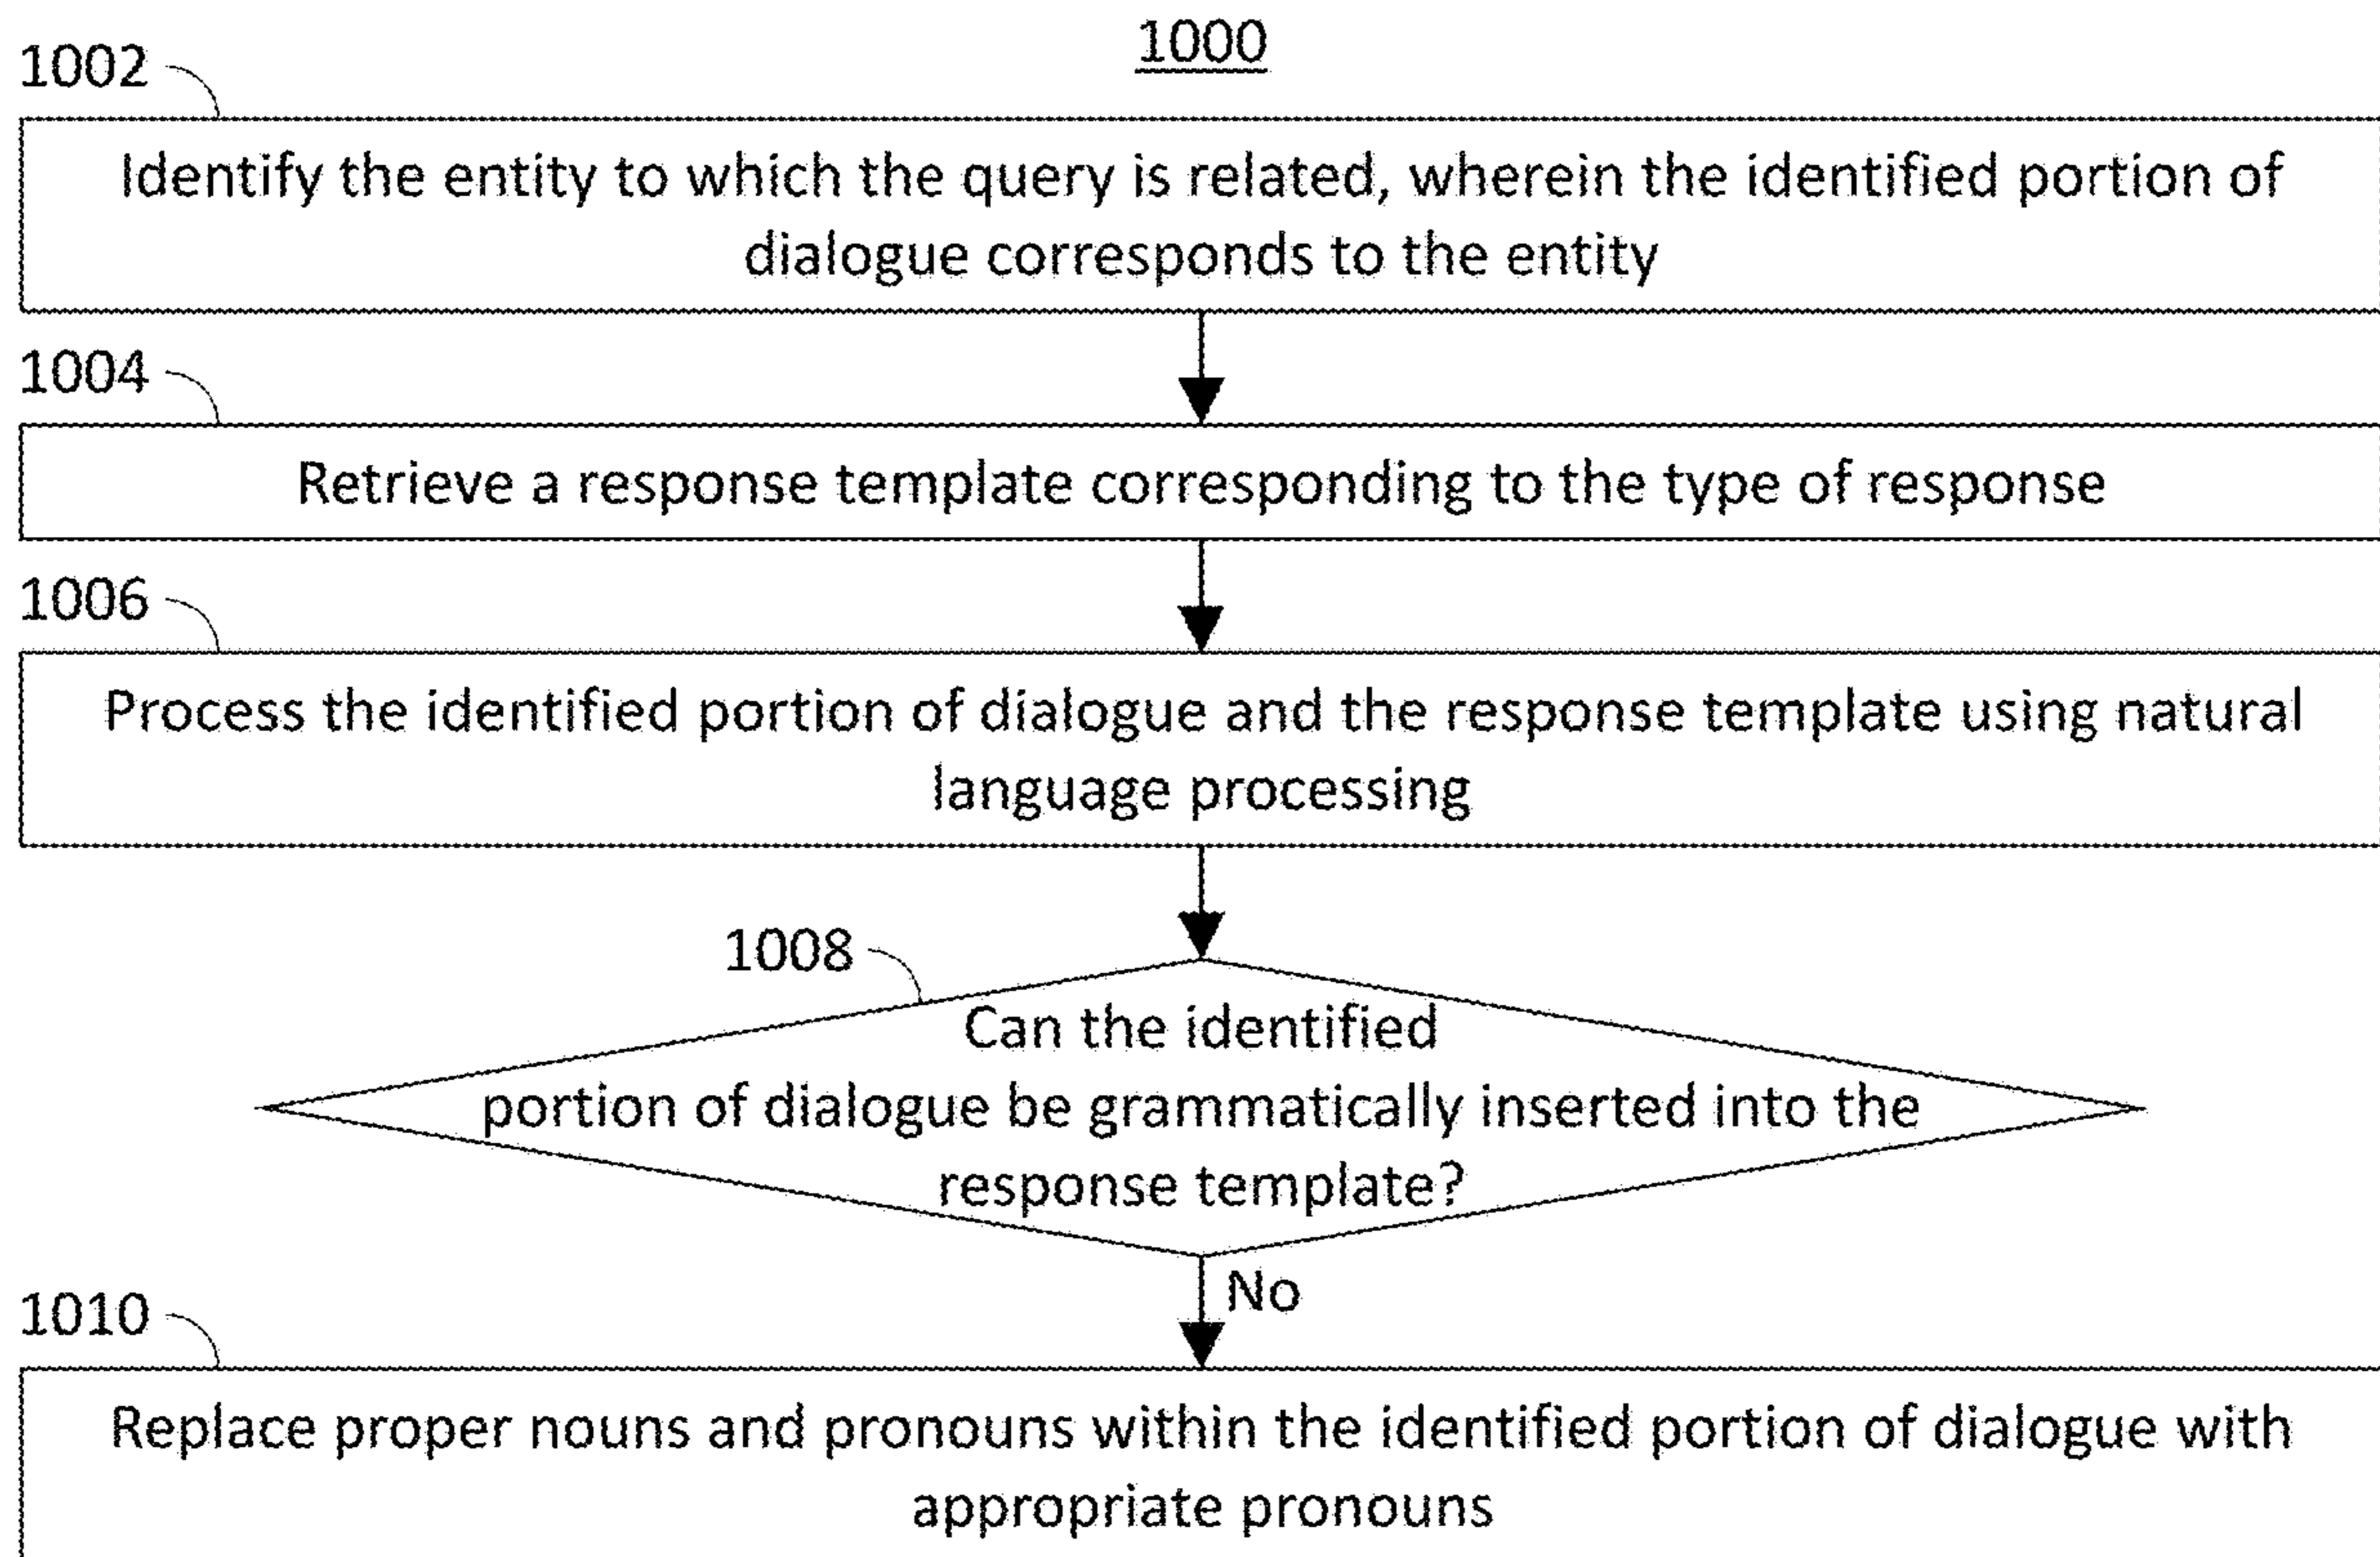 1000
1002
Identify the entity to which the query is related, wherein the identified portion of
dialogue corresponds to the entity
1004
Retrieve a response template corresponding to the type of response
1006
Process the identified portion of dialogue and the response template using natural
language processing
1008
Can the identified
portion of dialogue be grammatically inserted into the
response template?
No
1010
Replace proper nouns and pronouns within the identified portion of dialogue with
appropriate pronouns